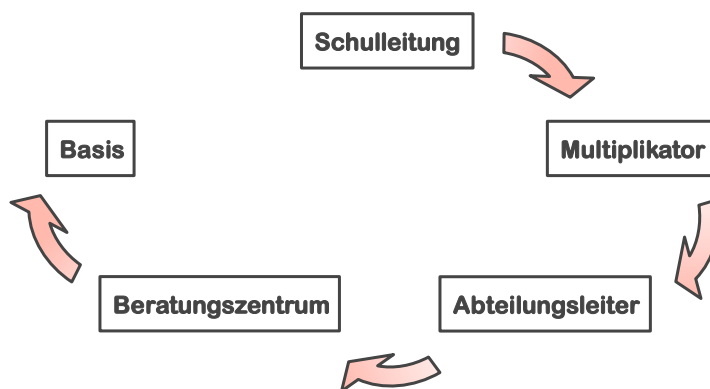 Schulleitung
Basis
Multiplikator
Beratungszentrum
Abteilungsleiter